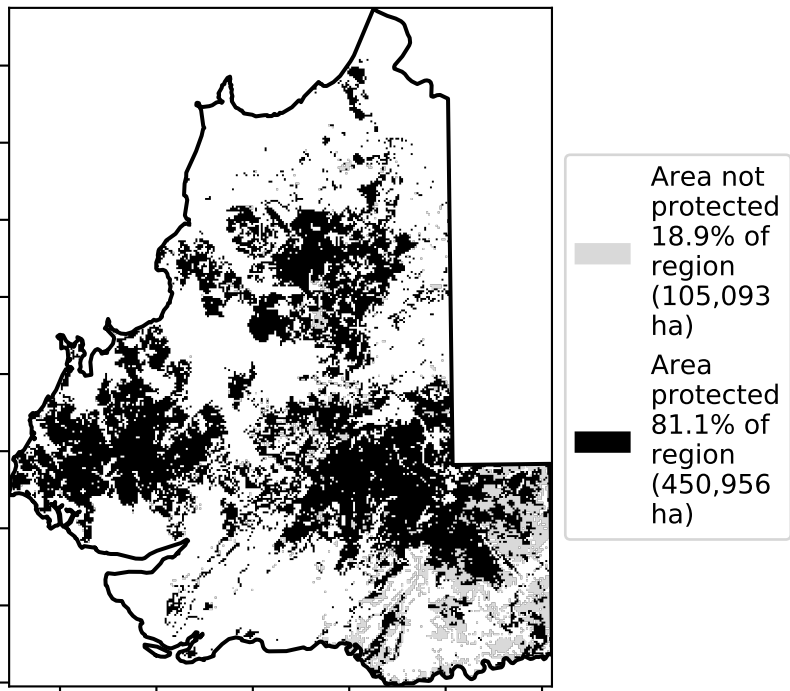 Area not
protected
18.9% of
region
(105,093
ha)
Area
protected
81.1% of
region
(450,956
ha)